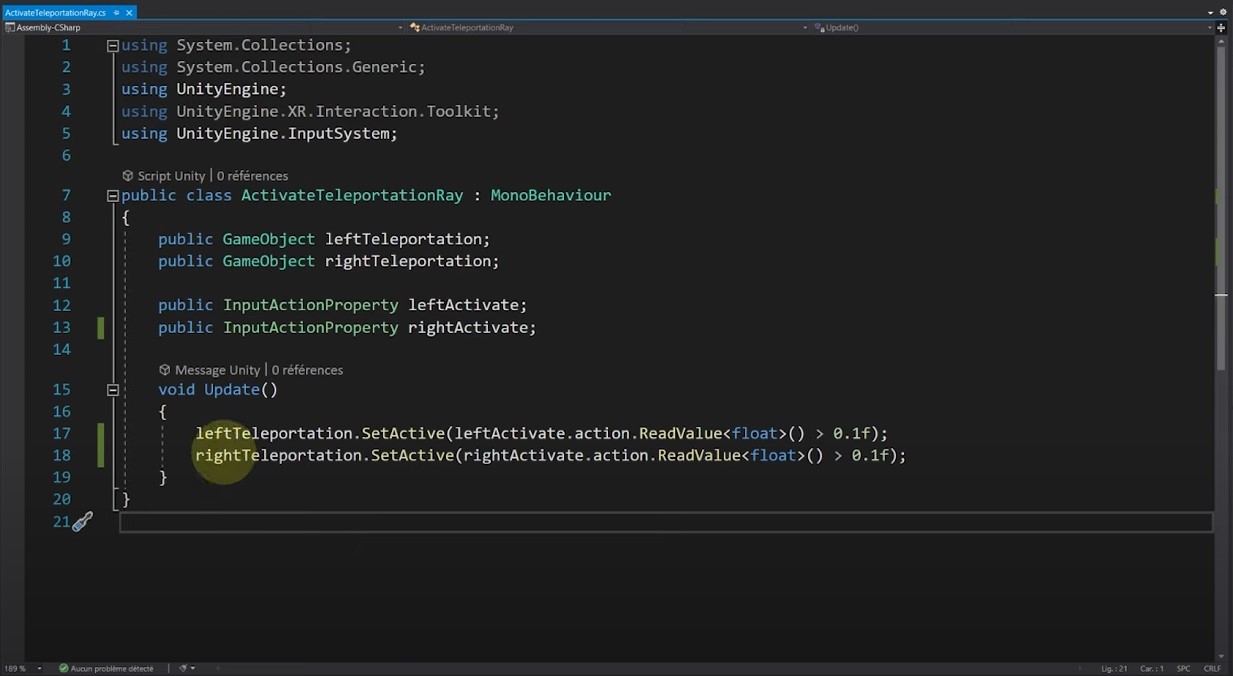 ActivateTeleportationRay.cs
Assembly-CSharp ActivateTeleportationRay Update()
1 using System.Collections;
2 using System.Collections.Generic;
3 using UnityEngine;
4 using UnityEngine.XR.Interaction.Toolkit;
5 using UnityEngine.InputSystem;
6
Script Unity | 0 références
7 public class ActivateTeleportationRay : MonoBehaviour
8 {
9 public GameObject leftTeleportation;
10 public GameObject rightTeleportation;
11
12 public InputActionProperty leftActivate;
13 public InputActionProperty rightActivate;
14
Message Unity | 0 références
15 void Update()
16 {
17 leftTeleportation.SetActive(leftActivate.action.ReadValue<float>() > 0.1f);
18 rightTeleportation.SetActive(rightActivate.action.ReadValue<float>() > 0.1f);
19 }
20 }
21
189 % Aucun problème détecté Lig.: 21 Car.: 1 SPC CRLF